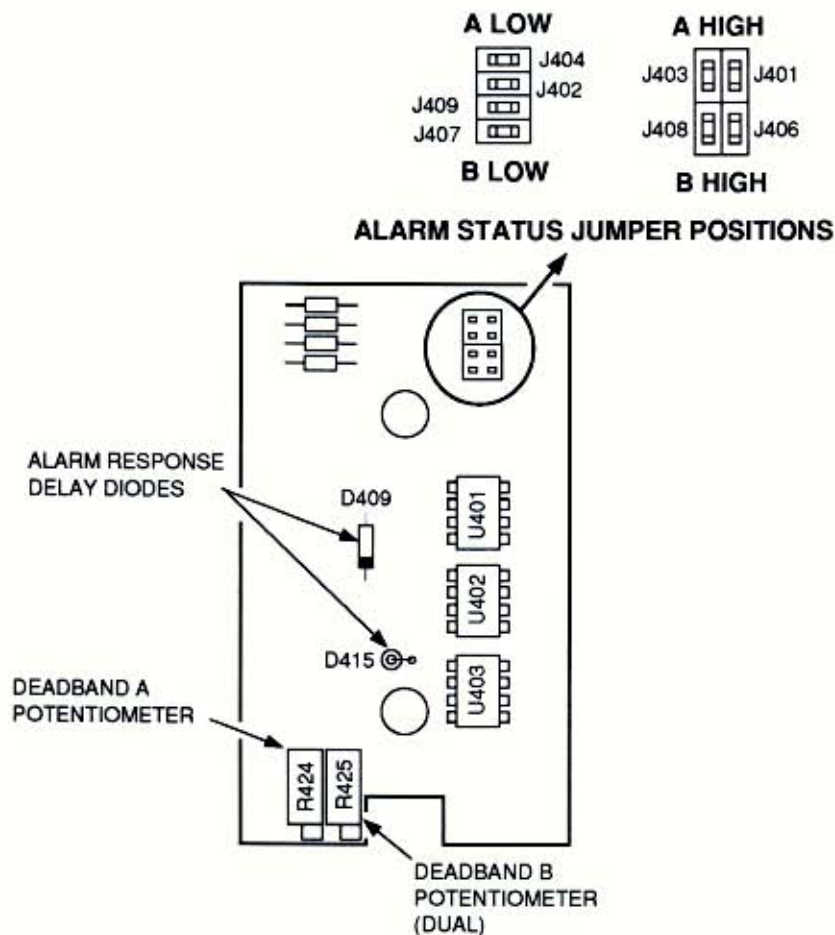 A LOW
A HIGH
J404
J402
J409
J407
J403
J401
J408
J406
B LOW
B HIGH
ALARM STATUS JUMPER POSITIONS
ALARM RESPONSE
DELAY DIODES
D409
U401
U402
D415
U403
DEADBAND A
POTENTIOMETER
R424
R425
DEADBAND B
POTENTIOMETER
(DUAL)